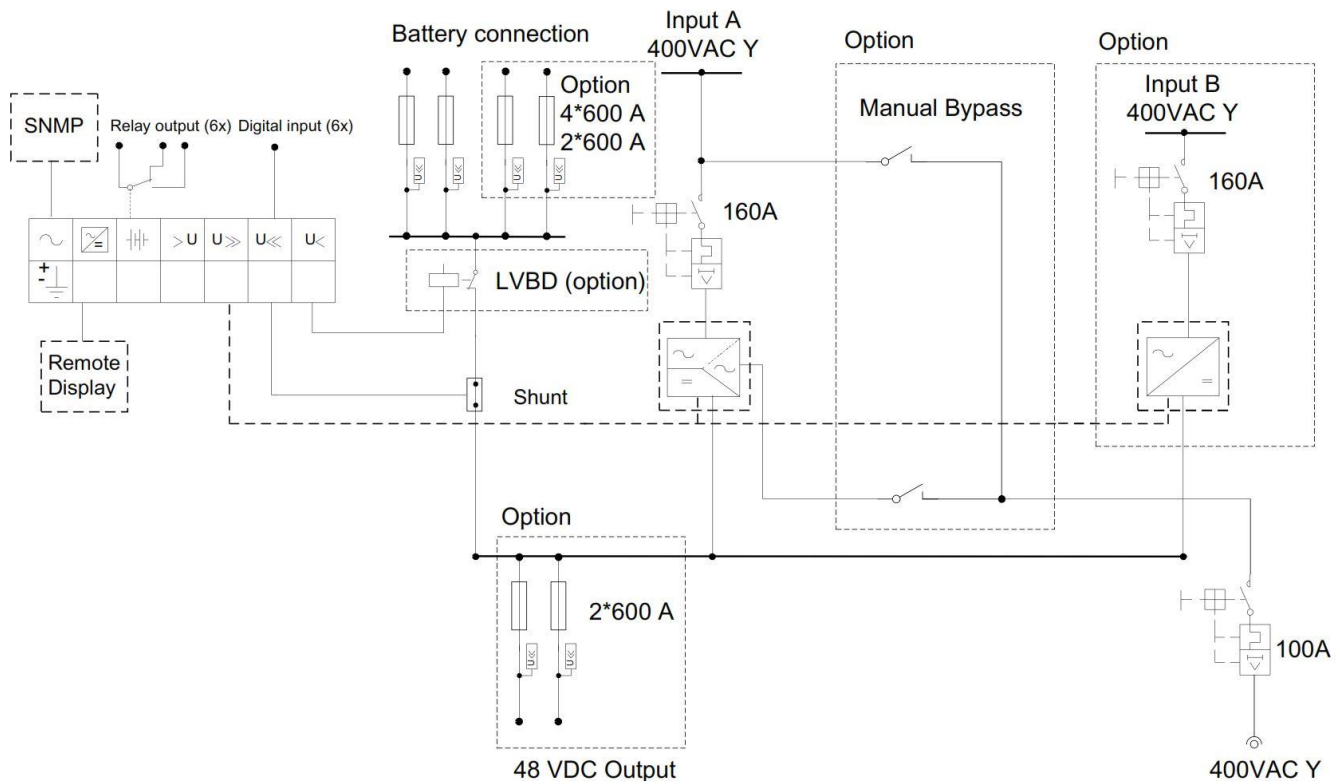 Input A
400VAC Y
Battery connection
Option
Option
Option
4*600 A
2*600 A
Input B
400VAC Y
SNMP
Relay output (6x)
Digital input (6x)
Manual Bypass
U<<
U<<
U<<
U<<
160A
160A
>U
U>>
U<<
U<
+
-
LVBD (option)
Remote
Display
Shunt
Option
2*600 A
U<<
U<<
100A
48 VDC Output
400VAC Y